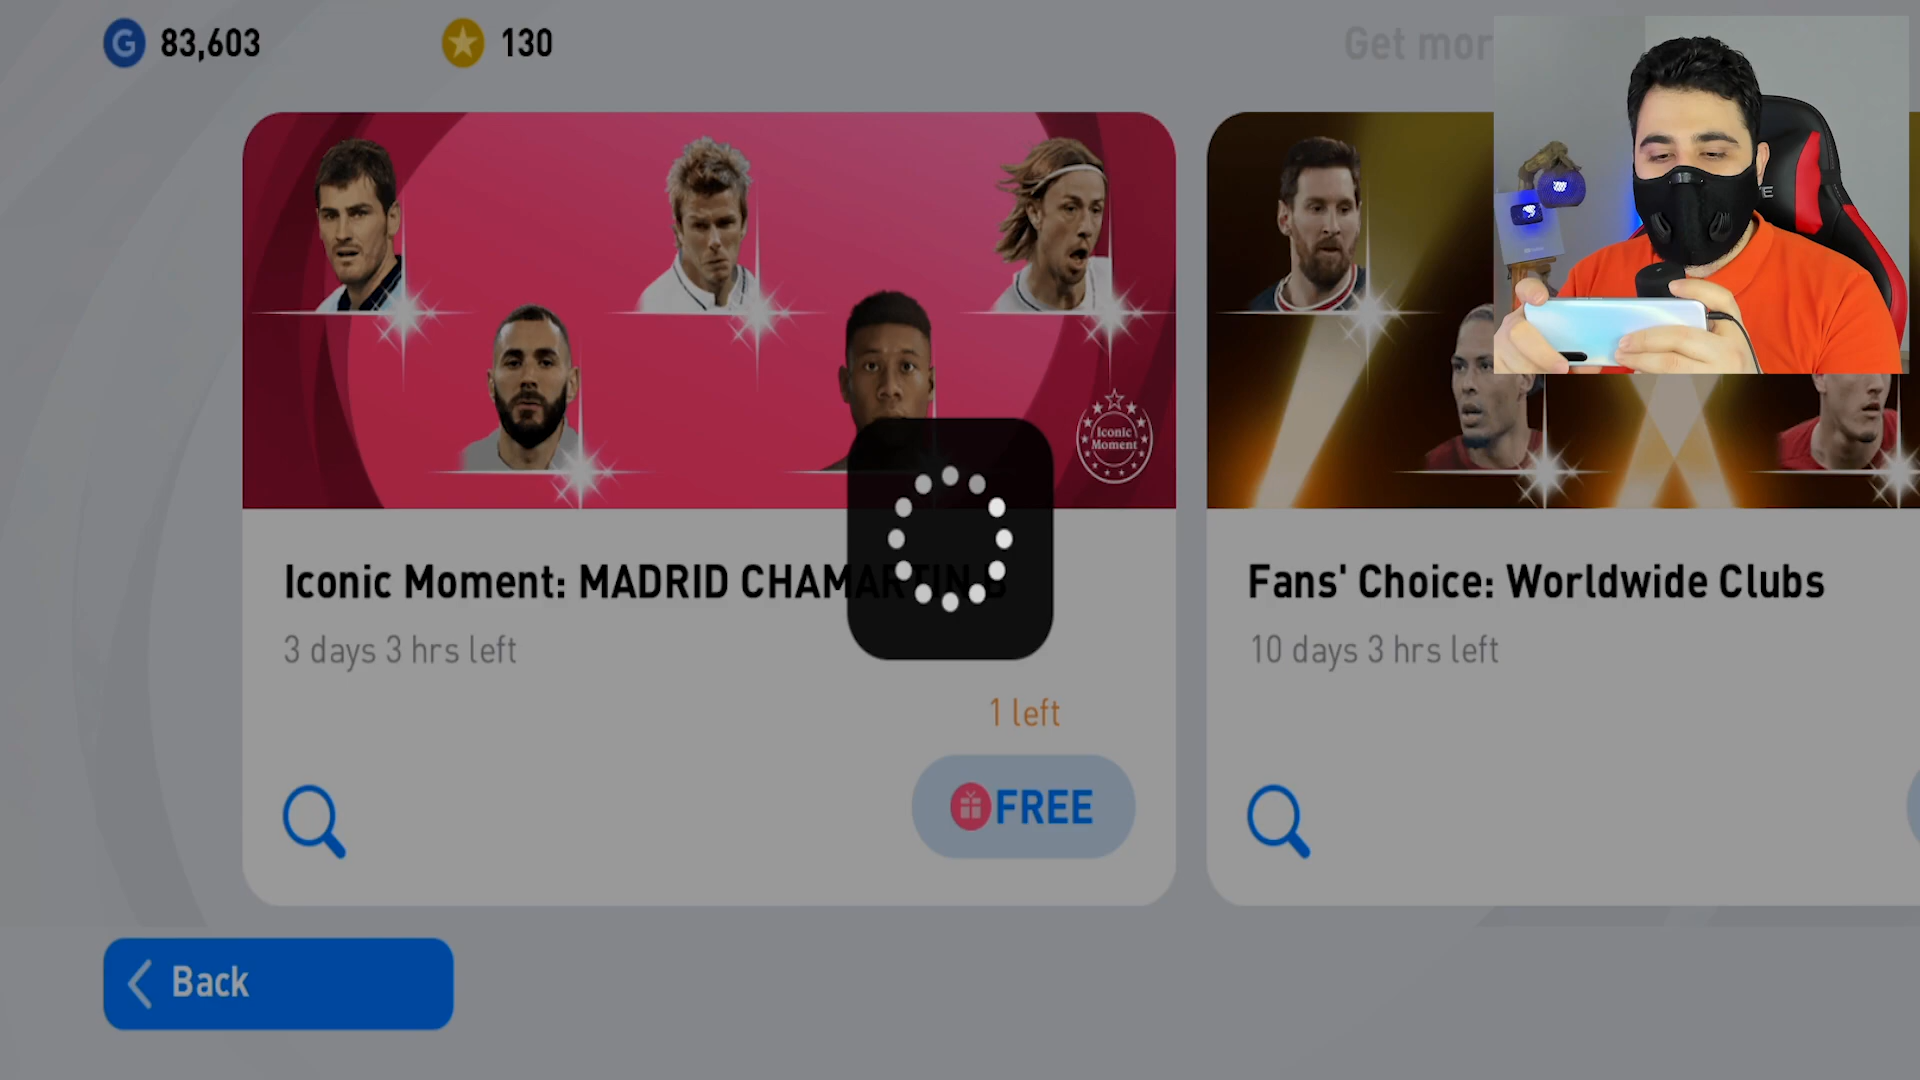 G 83,603
130
Get mor
Iconic
Moment
Iconic Moment: MADRID CHAMARTIN B
Fans' Choice: Worldwide Clubs
3 days 3 hrs left
10 days 3 hrs left
1 left
FREE
Back